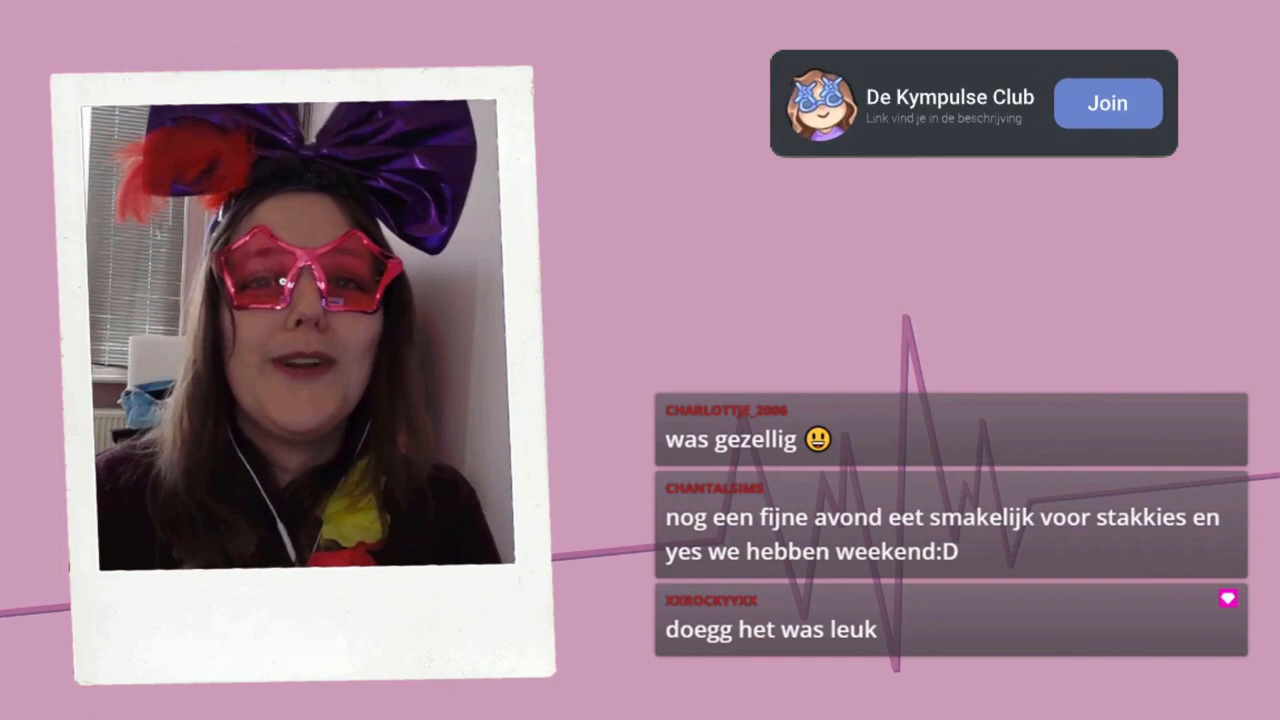 De Kympulse Club
Link vind je in de beschrijving
Join
CHARLOTTJE_2006
was gezellig 😃
CHANTALSIMS
nog een fijne avond eet smakelijk voor stakkies en
yes we hebben weekend:D
XXROCKYYXX
doegg het was leuk